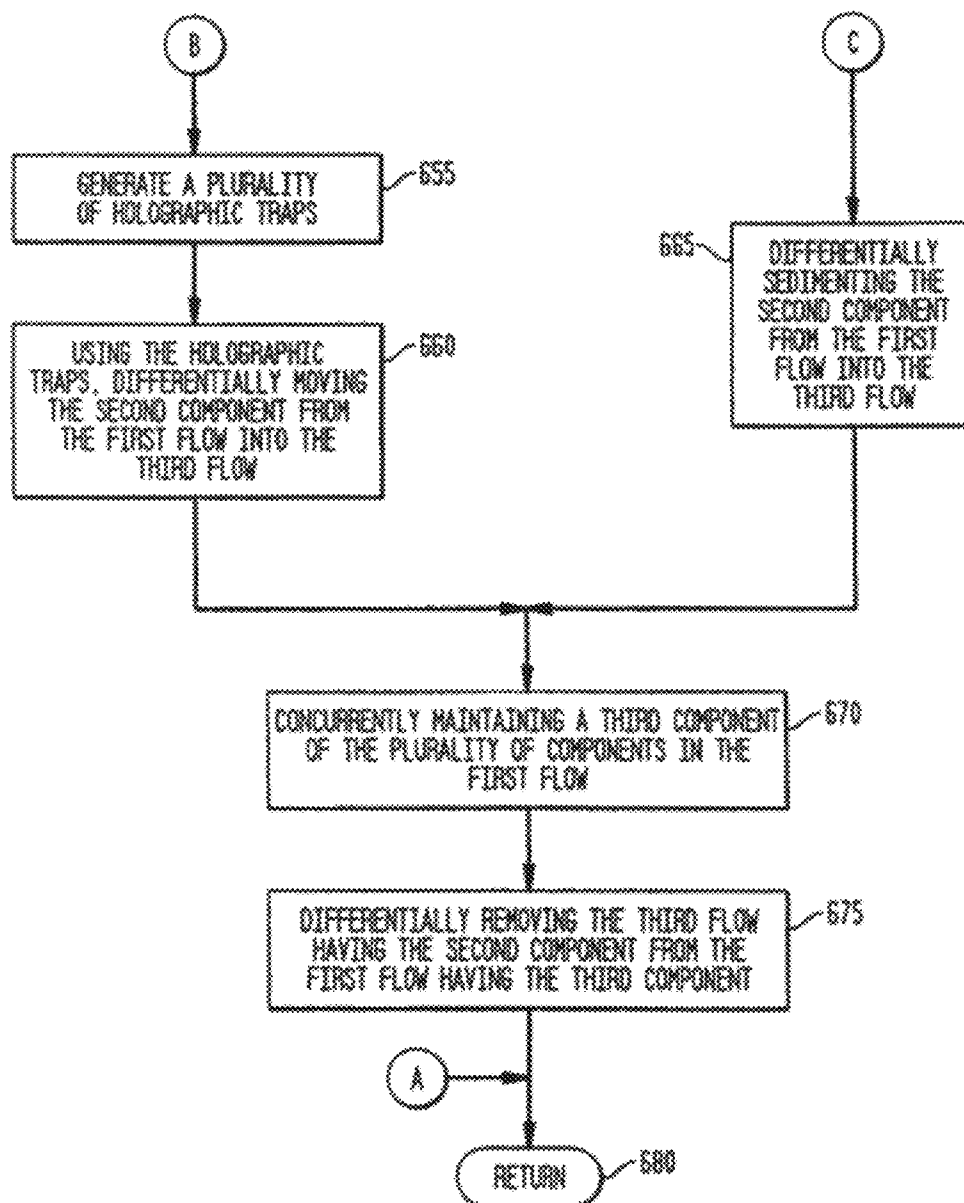 B
C
GENERATE A PLURALITY
OF HOLOGRAPHIC TRAPS
655
USING THE HOLOGRAPHIC
TRAPS, DIFFERENTIALLY MOVING
THE SECOND COMPONENT FROM
THE FIRST FLOW INTO THE
THIRD FLOW
660
665
DIFFERENTIALLY
SEDIMENTING THE
SECOND COMPONENT
FROM THE FIRST
FLOW INTO THE
THIRD FLOW
CONCURRENTLY MAINTAINING A THIRD COMPONENT
OF THE PLURALITY OF COMPONENTS IN THE
FIRST FLOW
670
DIFFERENTIALLY REMOVING THE THIRD FLOW
HAVING THE SECOND COMPONENT FROM THE
FIRST FLOW HAVING THE THIRD COMPONENT
675
A
RETURN
680